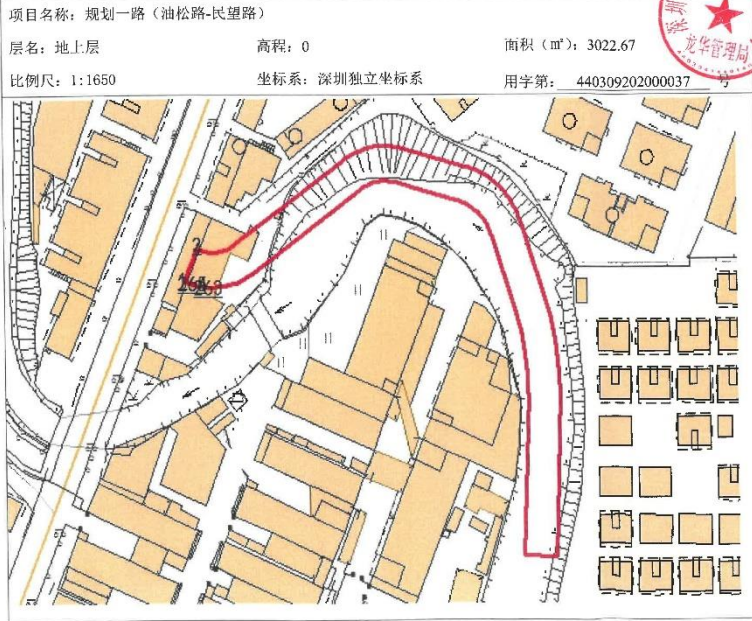 项目名称：规划一路（油松路-民望路）
层名：地上层 高程：0 面积（㎡）：3022.67
比例尺：1:1650 坐标系：深圳独立坐标系 用字第：440309202000037 号
龙华管理局